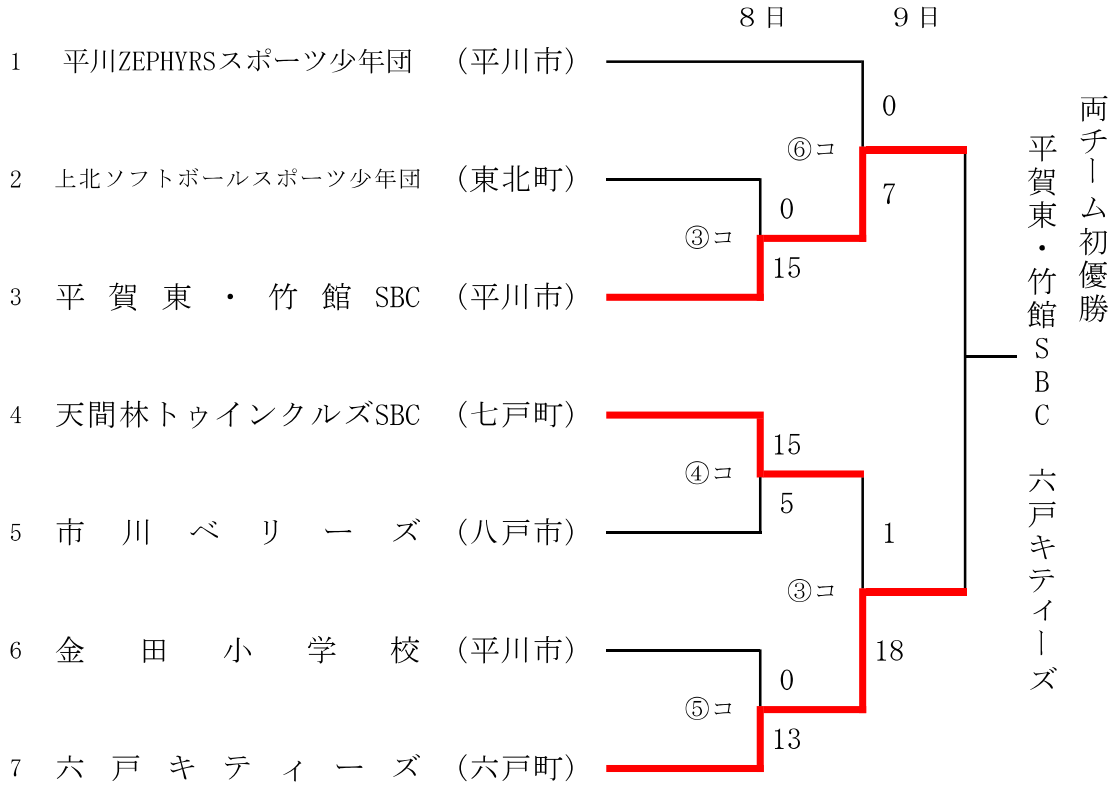 8日 9日
1 平川ZEPHYRSスポーツ少年団 (平川市)
0
⑥コ
2 上北ソフトボールスポーツ少年団 (東北町)
7
0
③コ
15
3 平賀東・竹館SBC (平川市)
4 天間林トゥインクルズSBC (七戸町)
15
④コ
5
5 市川ベリーズ (八戸市)
1
③コ
6 金田小学校 (平川市)
18
0
⑤コ
13
7 六戸キティーズ (六戸町)
両チーム初優勝
平賀東・竹館SBC 六戸キティーズ